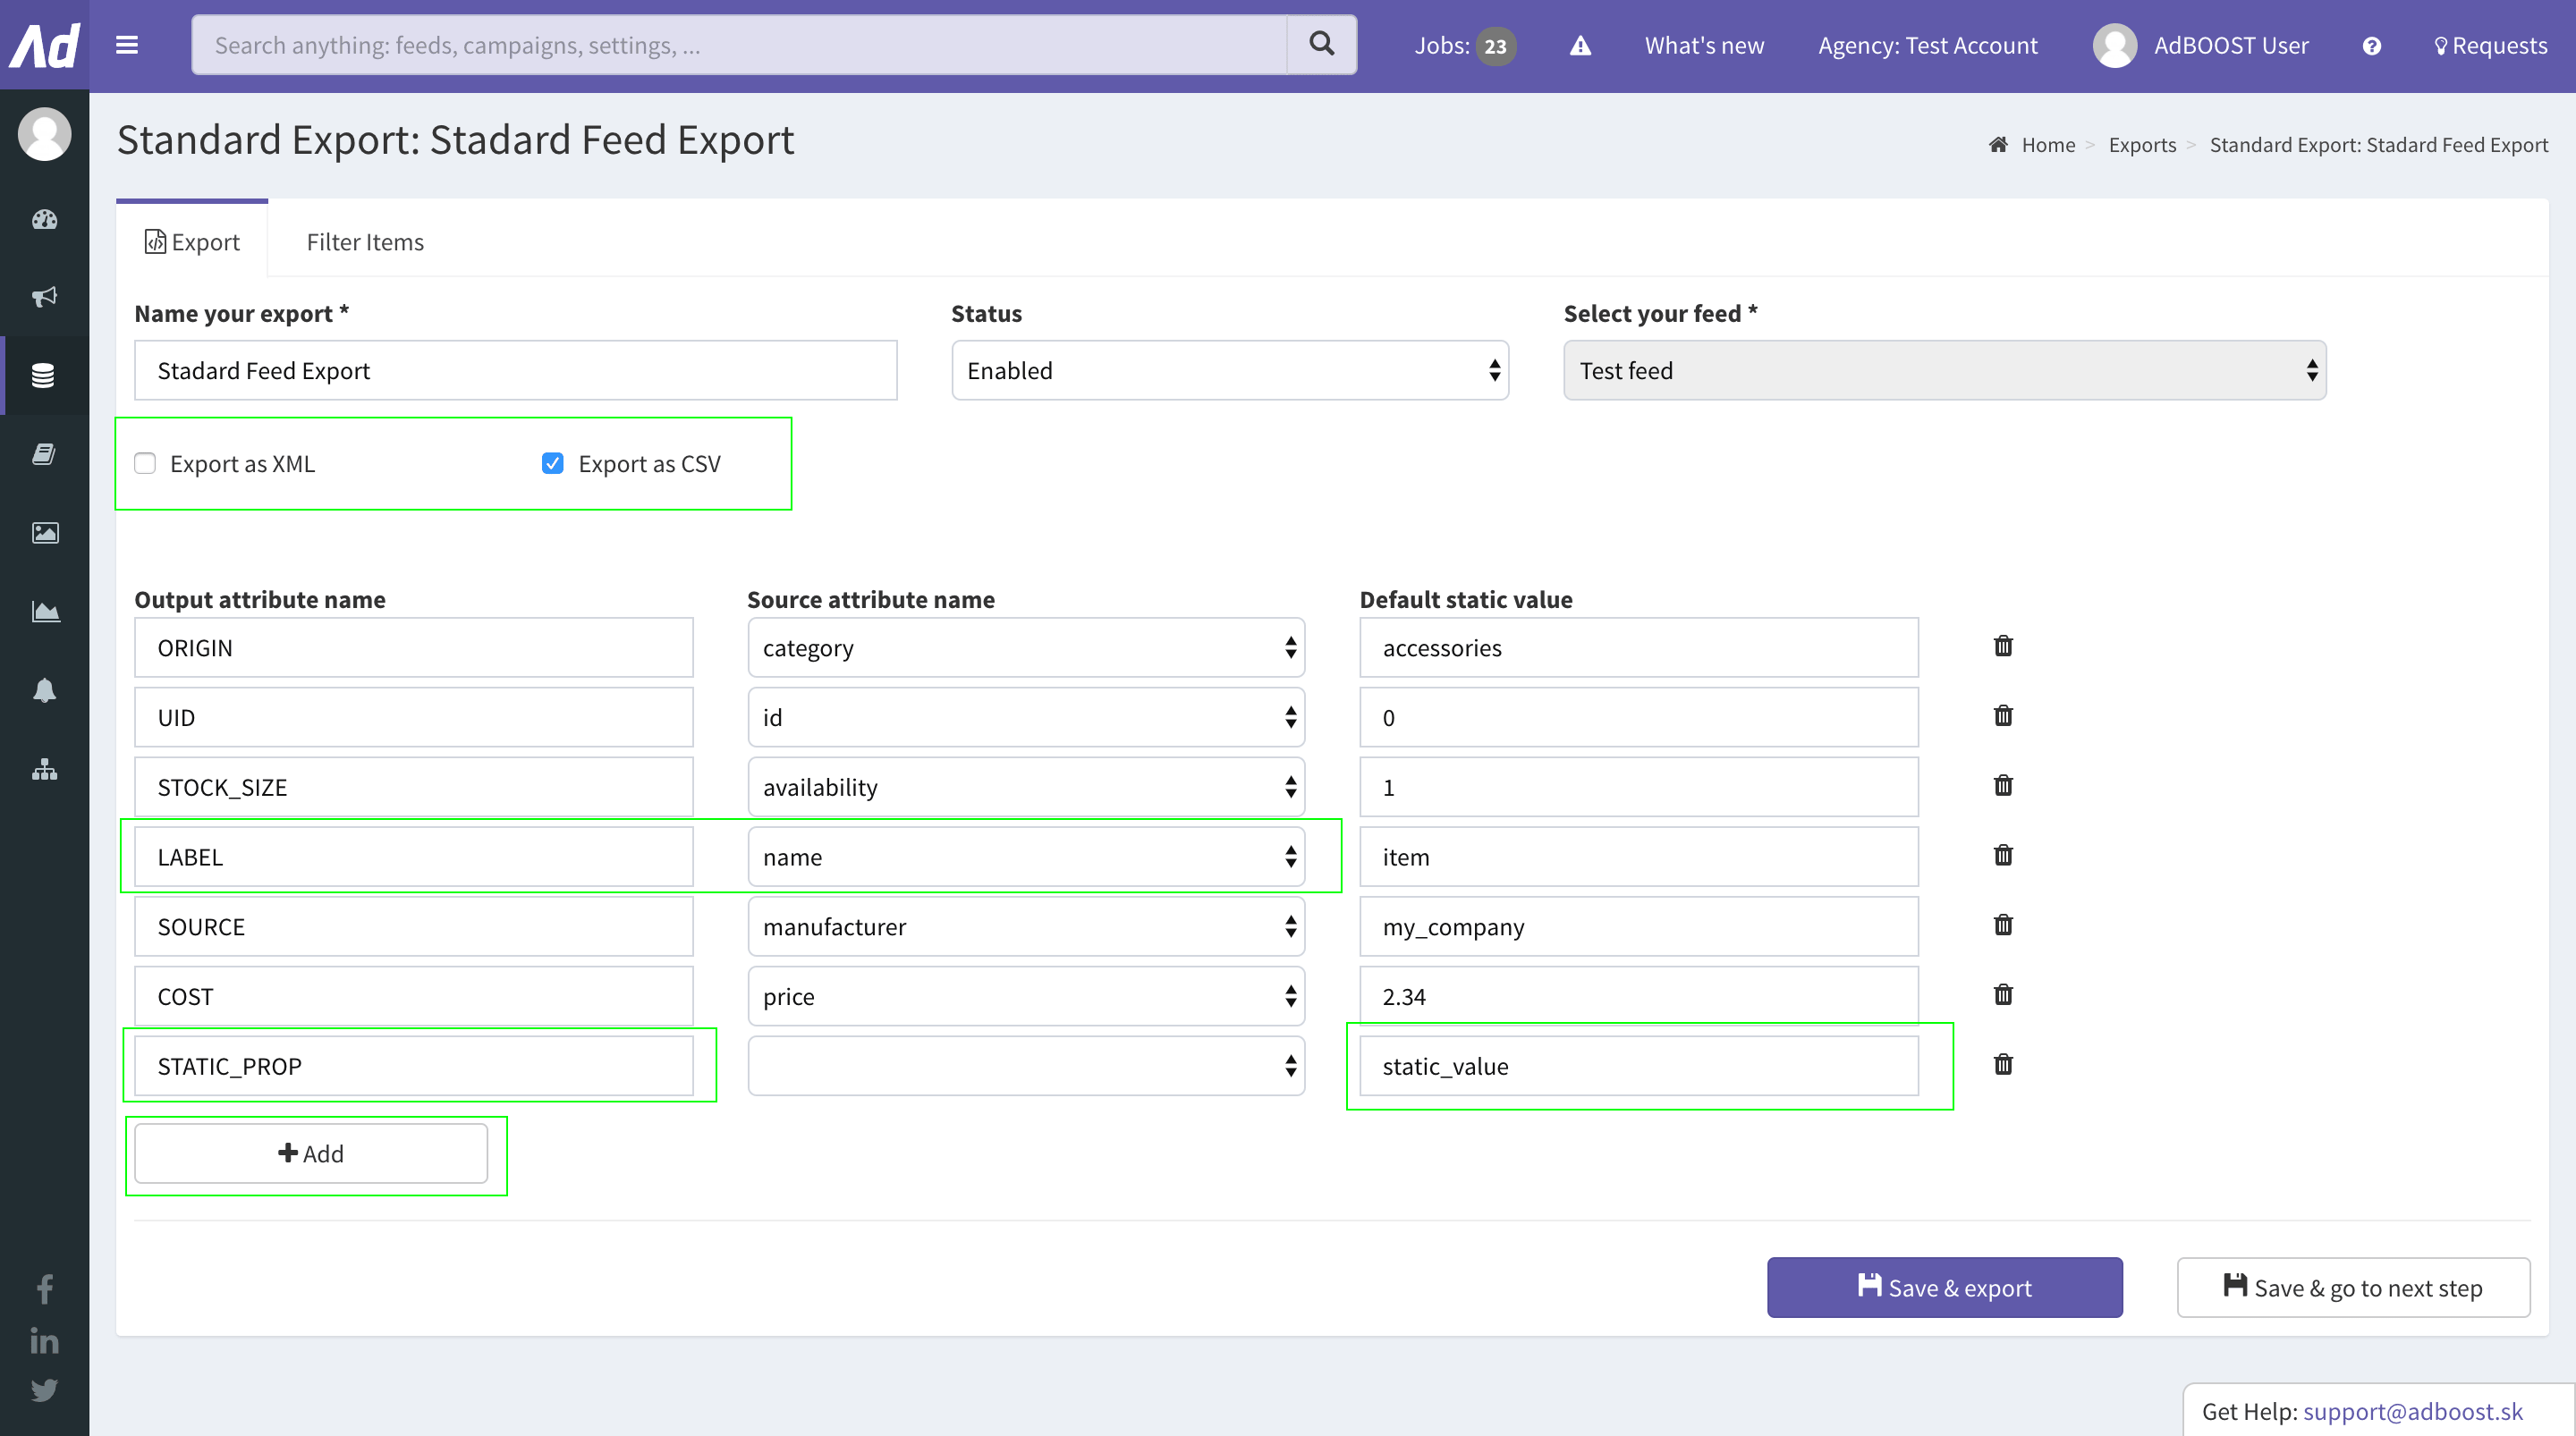 Ad
Search anything: feeds, campaigns, settings, ...
Jobs: 23
What's new
Agency: Test Account
AdBOOST User
Requests
Standard Export: Stadard Feed Export
Home > Exports > Standard Export: Stadard Feed Export
Export
Filter Items
Name your export *
Status
Select your feed *
Stadard Feed Export
Enabled
Test feed
Export as XML
Export as CSV
Output attribute name
Source attribute name
Default static value
ORIGIN
category
accessories
UID
id
0
STOCK_SIZE
availability
1
LABEL
name
item
SOURCE
manufacturer
my_company
COST
price
2.34
STATIC_PROP
static_value
Add
Save & export
Save & go to next step
Get Help: support@adboost.sk